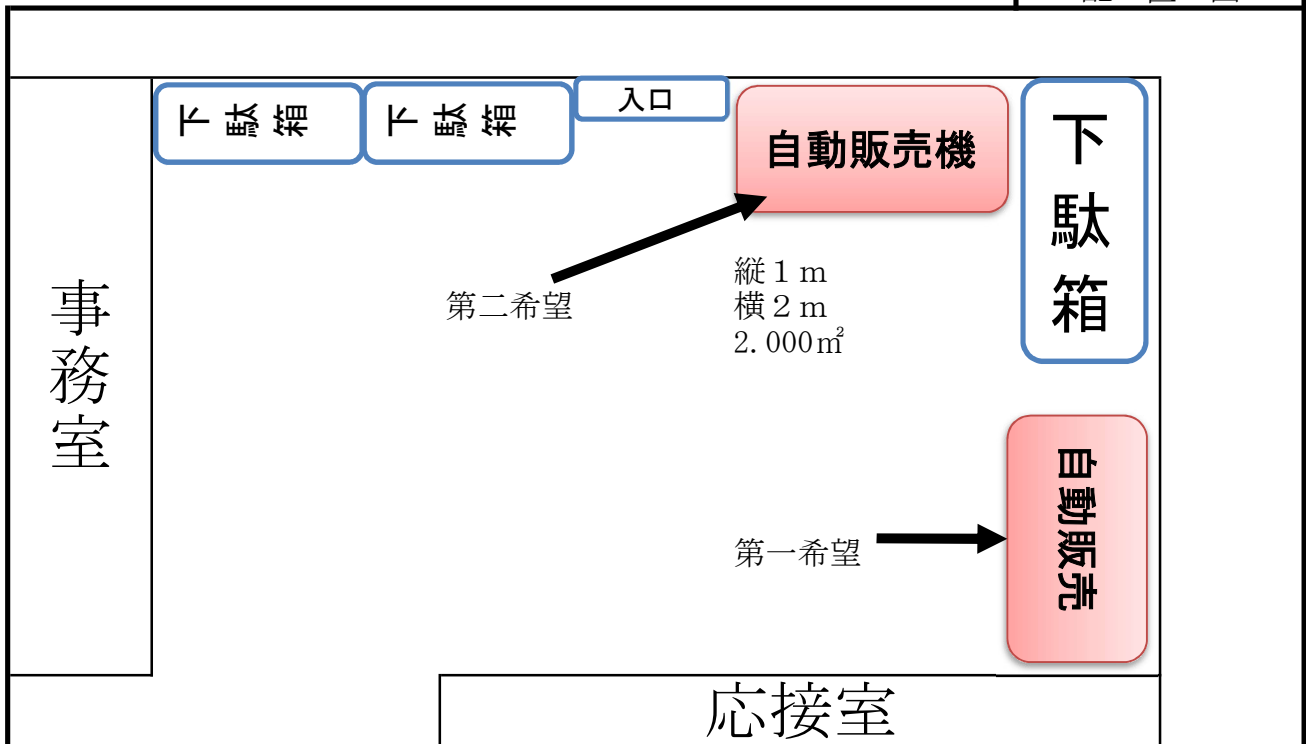 下駄箱
下駄箱
入口
自動販売機
下駄箱
第二希望
縦１ｍ
横２ｍ
2.000㎡
事務室
第一希望
自動販売
応接室